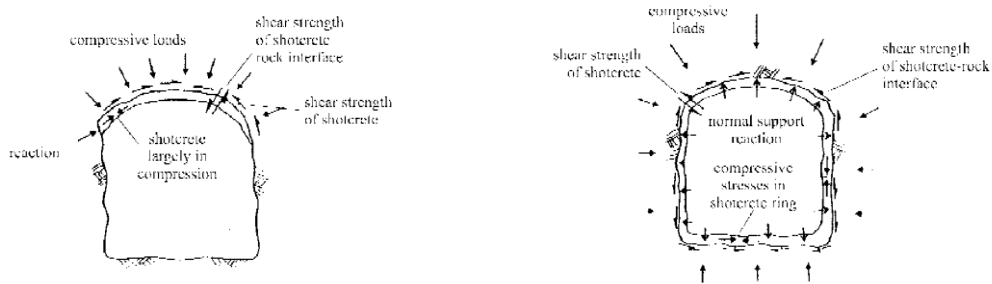 compressive loads
shear strength
of shotcrete
rock interface
shear strength
of shotcrete
reaction
shotcrete
largely in
compression
compressive
loads
shear strength
of shotcrete
shear strength
of shotcrete-rock
interface
normal support
reaction
compressive
stresses in
shotcrete ring